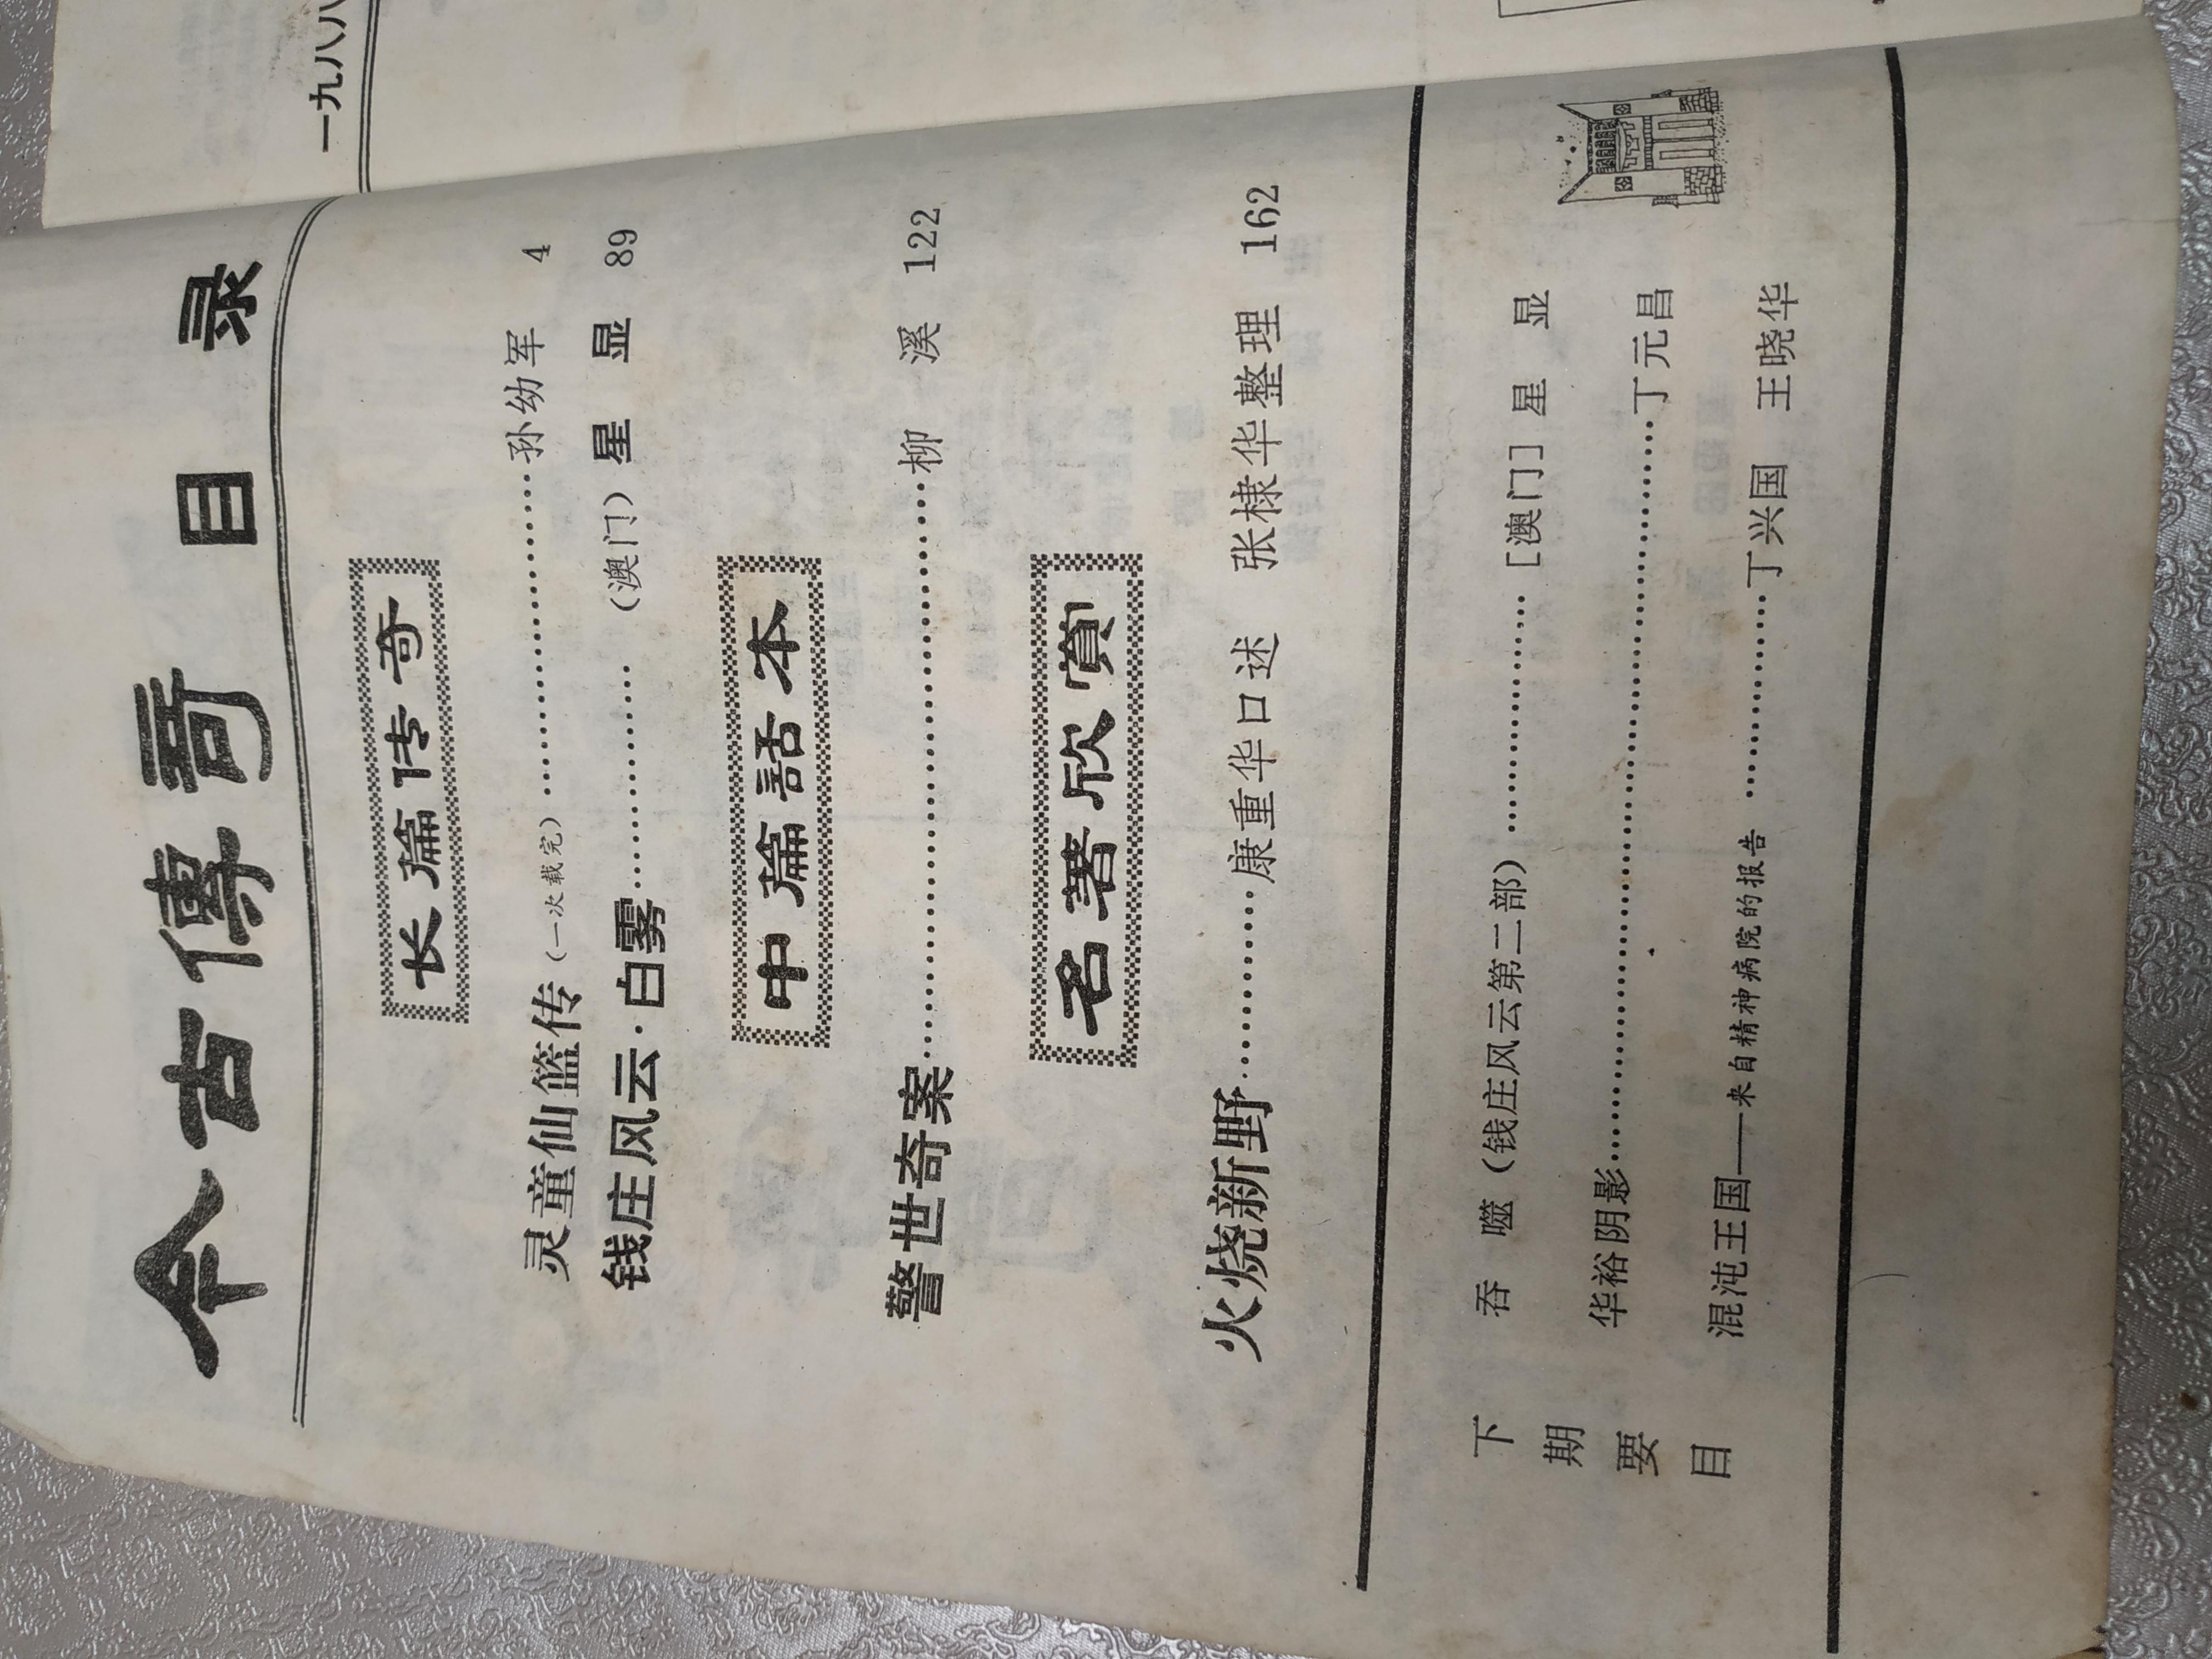 今古傳奇 目录
长篇传奇
灵童仙篮传(一次载完)…………………孙幼军 4
钱庄风云·白雾…………… (澳门) 星 显 89
中篇話本
警世奇案……………………………………柳 溪 122
名著欣赏
火烧新野…………康重华口述 张棣华整理 162
下期要目
吞 噬 (钱庄风云第二部) ……………… [澳门] 星 显
华裕阴影……………………………………………丁元昌
混沌王国——来自精神病院的报告 ……………丁兴国 王晓华
一九八八